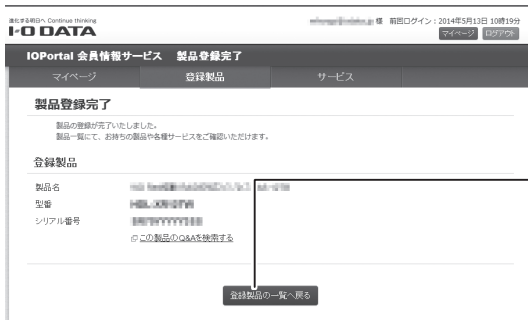 進化する明日へ Continue thinking
I-O DATA
様 前回ログイン：2014年5月13日 10時19分
マイページ ログアウト
IOPortal 会員情報サービス 製品登録完了
マイページ 登録製品 サービス
製品登録完了
製品の登録が完了いたしました。
製品一覧にて、お持ちの製品や各種サービスをご確認いただけます。
登録製品
製品名
型番
シリアル番号
この製品のQ&Aを検索する
登録製品の一覧へ戻る